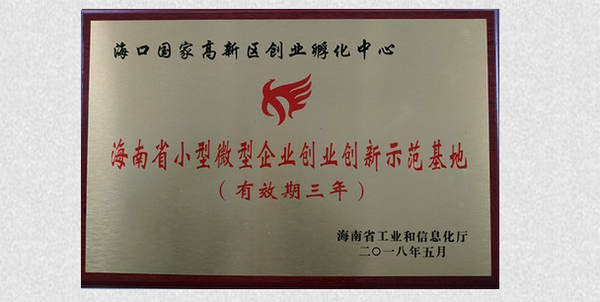 海口国家高新区创业孵化中心
海南省小型微型企业创业创新示范基地
（有效期三年）
海南省工业和信息化厅
二〇一八年五月